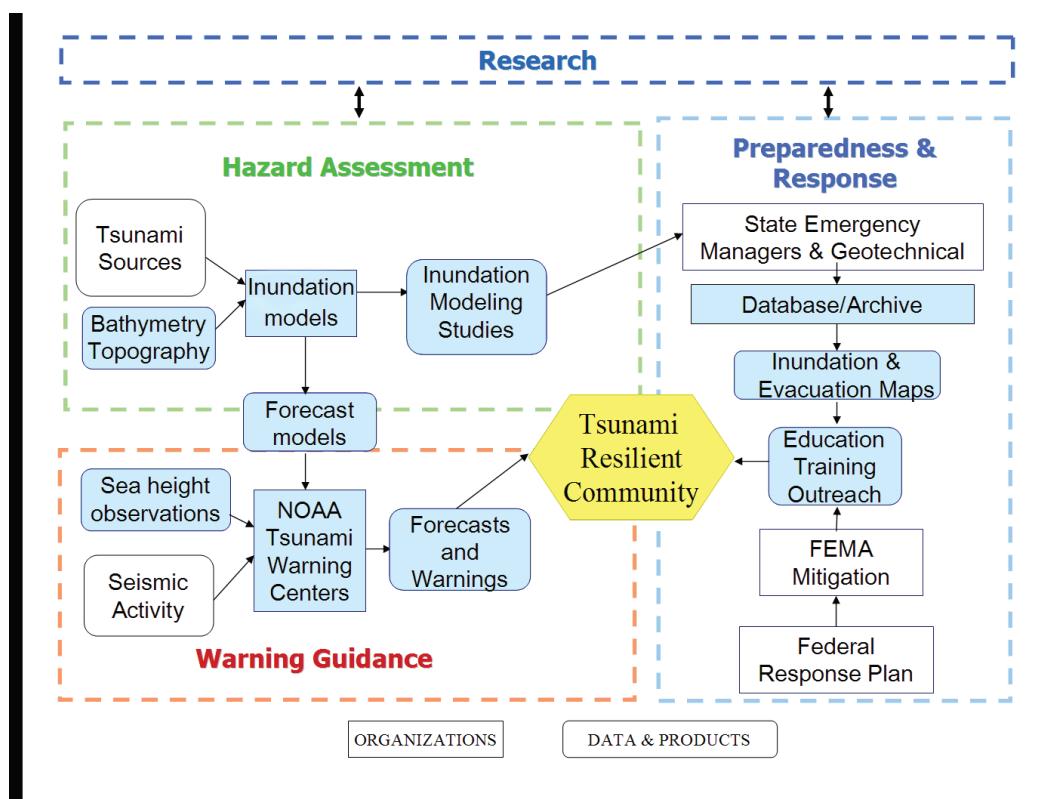 Research
Hazard Assessment
Tsunami
Sources
Bathymetry
Topography
Inundation
models
Inundation
Modeling
Studies
Forecast
models
Preparedness &
Response
State Emergency
Managers & Geotechnical
Database/Archive
Inundation &
Evacuation Maps
Education
Training
Outreach
FEMA
Mitigation
Federal
Response Plan
Tsunami
Resilient
Community
Sea height
observations
Seismic
Activity
NOAA
Tsunami
Warning
Centers
Forecasts
and
Warnings
Warning Guidance
ORGANIZATIONS
DATA & PRODUCTS